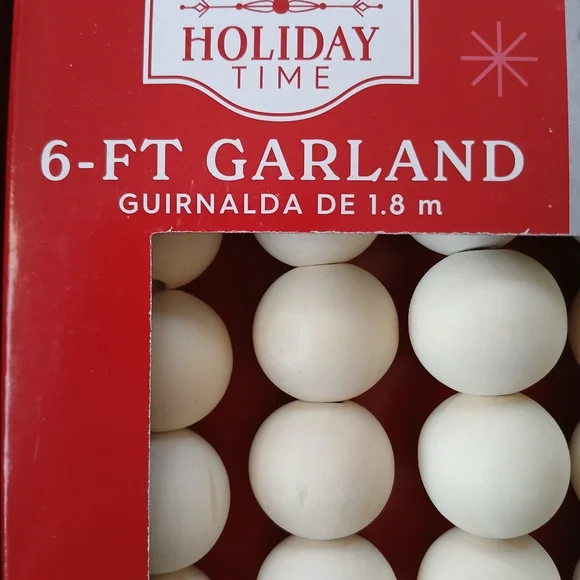 HOLIDAY
TIME
6-FT GARLAND
GUIRNALDA DE 1.8 m